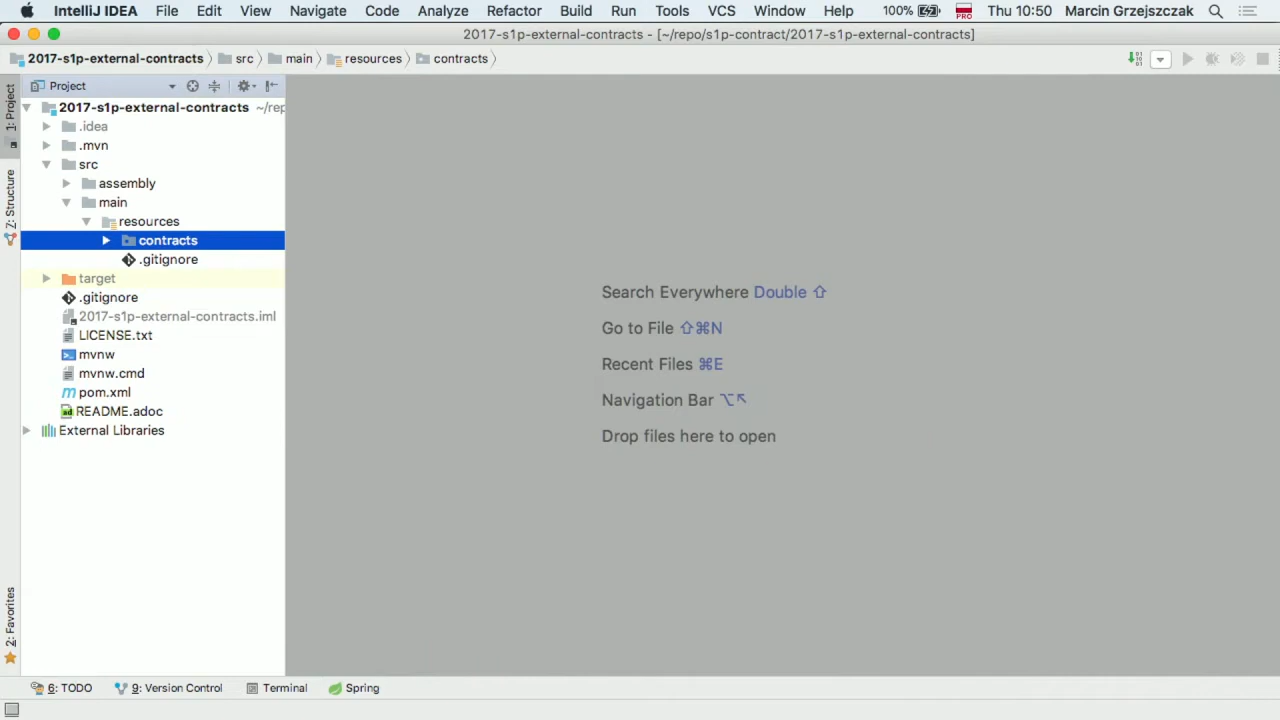 IntelliJ IDEA File Edit View Navigate Code Analyze Refactor Build Run Tools VCS Window Help 100% PRO Thu 10:50 Marcin Grzejszczak
2017-s1p-external-contracts - [~/repo/s1p-contract/2017-s1p-external-contracts]
2017-s1p-external-contracts src main resources contracts
Project
1: Project
Z: Structure
2: Favorites
2017-s1p-external-contracts ~/rep
.idea
.mvn
src
assembly
main
resources
contracts
.gitignore
target
.gitignore
2017-s1p-external-contracts.iml
LICENSE.txt
mvnw
mvnw.cmd
pom.xml
README.adoc
External Libraries
Search Everywhere Double ⇧
Go to File ⇧⌘N
Recent Files ⌘E
Navigation Bar ⌥↖
Drop files here to open
6: TODO 9: Version Control Terminal Spring